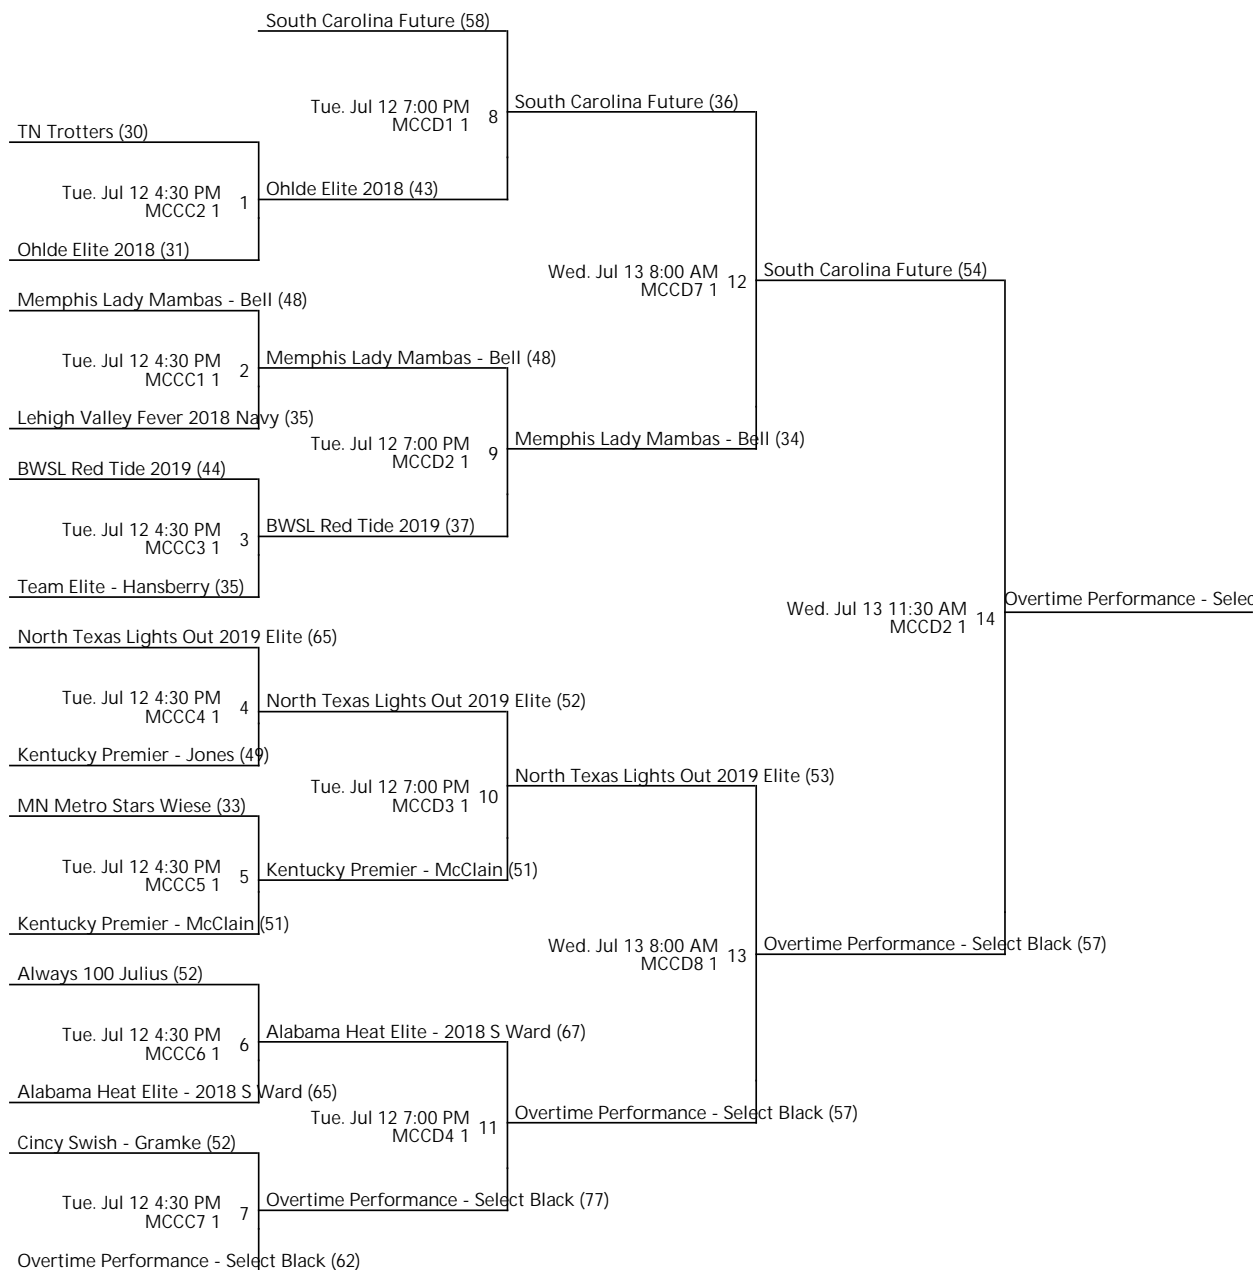 South Carolina Future (58)
Tue. Jul 12 7:00 PM
MCCD1 1
8
South Carolina Future (36)
TN Trotters (30)
Tue. Jul 12 4:30 PM
MCCC2 1
1
Ohlde Elite 2018 (43)
Ohlde Elite 2018 (31)
Wed. Jul 13 8:00 AM
MCCD7 1
12
South Carolina Future (54)
Memphis Lady Mambas - Bell (48)
Tue. Jul 12 4:30 PM
MCCC1 1
2
Memphis Lady Mambas - Bell (48)
Lehigh Valley Fever 2018 Navy (35)
Tue. Jul 12 7:00 PM
MCCD2 1
9
Memphis Lady Mambas - Bell (34)
BWSL Red Tide 2019 (44)
Tue. Jul 12 4:30 PM
MCCC3 1
3
BWSL Red Tide 2019 (37)
Team Elite - Hansberry (35)
Wed. Jul 13 11:30 AM
MCCD2 1
14
Overtime Performance - Selec
North Texas Lights Out 2019 Elite (65)
Tue. Jul 12 4:30 PM
MCCC4 1
4
North Texas Lights Out 2019 Elite (52)
Kentucky Premier - Jones (49)
Tue. Jul 12 7:00 PM
MCCD3 1
10
North Texas Lights Out 2019 Elite (53)
MN Metro Stars Wiese (33)
Tue. Jul 12 4:30 PM
MCCC5 1
5
Kentucky Premier - McClain (51)
Kentucky Premier - McClain (51)
Wed. Jul 13 8:00 AM
MCCD8 1
13
Overtime Performance - Select Black (57)
Always 100 Julius (52)
Tue. Jul 12 4:30 PM
MCCC6 1
6
Alabama Heat Elite - 2018 S Ward (67)
Alabama Heat Elite - 2018 S Ward (65)
Tue. Jul 12 7:00 PM
MCCD4 1
11
Overtime Performance - Select Black (57)
Cincy Swish - Gramke (52)
Tue. Jul 12 4:30 PM
MCCC7 1
7
Overtime Performance - Select Black (77)
Overtime Performance - Select Black (62)